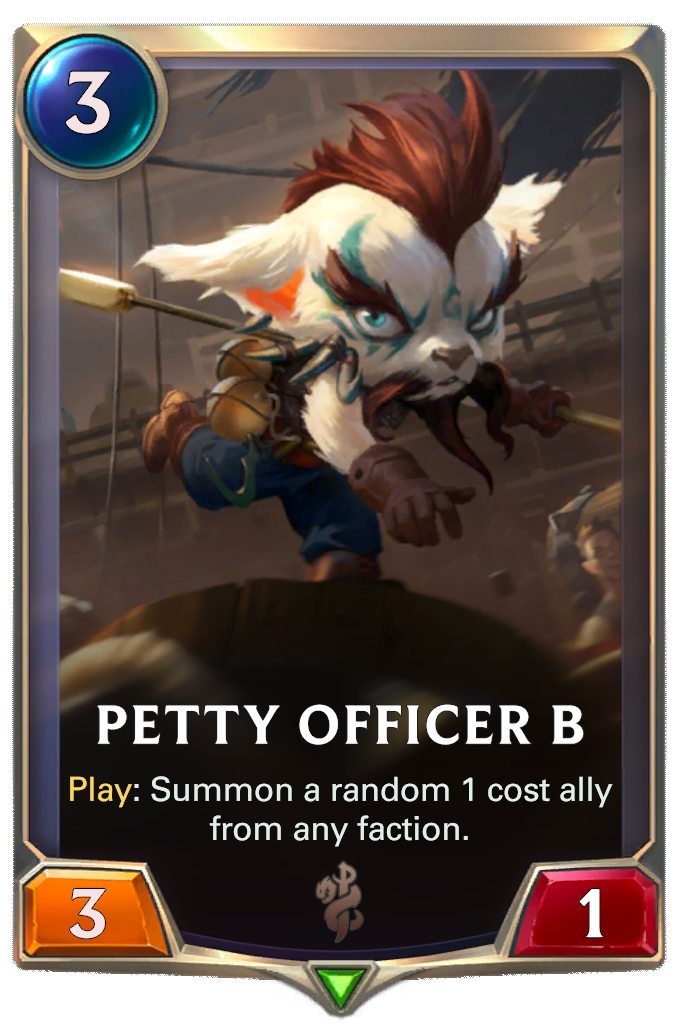 3
PETTY OFFICER B
Play: Summon a random 1 cost ally
from any faction.
3
1